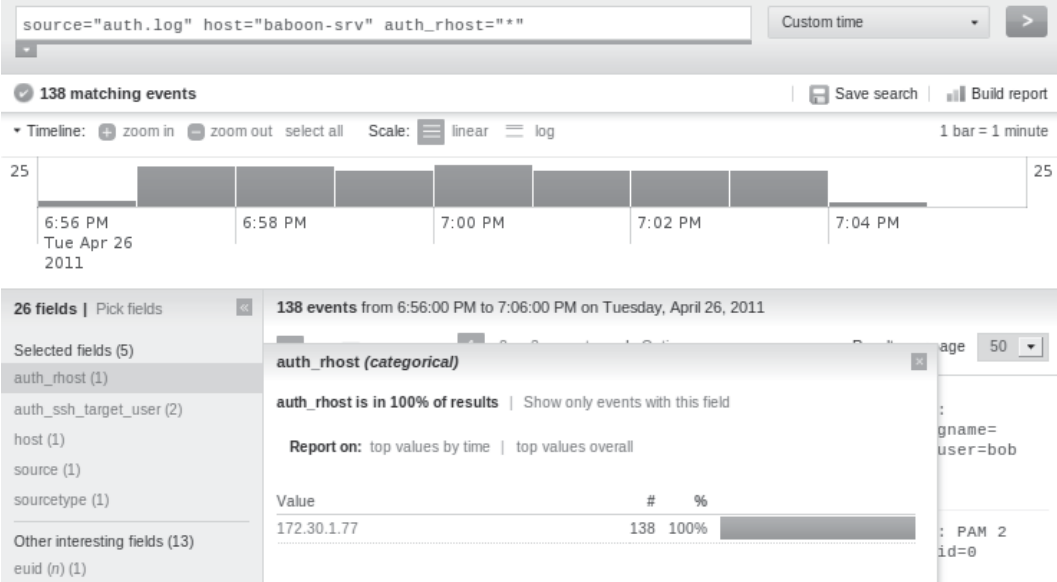 source="auth.log" host="baboon-srv" auth_rhost="*"
Custom time
>
138 matching events
Save search
Build report
Timeline: zoom in zoom out select all Scale: linear log
1 bar = 1 minute
25
25
6:56 PM 6:58 PM 7:00 PM 7:02 PM 7:04 PM
Tue Apr 26
2011
26 fields | Pick fields
«
138 events from 6:56:00 PM to 7:06:00 PM on Tuesday, April 26, 2011
age 50
Selected fields (5)
auth_rhost (1)
auth_ssh_target_user (2)
host (1)
source (1)
sourcetype (1)
Other interesting fields (13)
euid (n) (1)
auth_rhost (categorical)
auth_rhost is in 100% of results | Show only events with this field
Report on: top values by time | top values overall
Value # %
172.30.1.77 138 100%
:
gname=
user=bob
: PAM 2
id=0